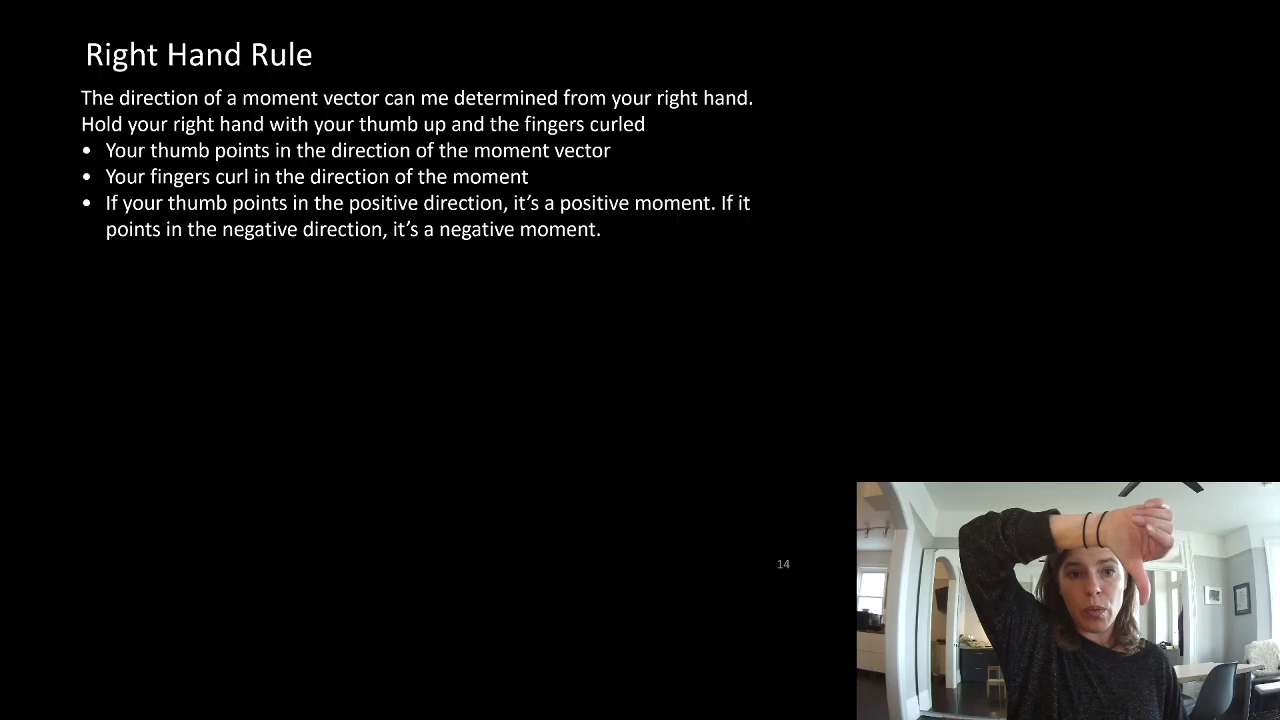 Right Hand Rule
The direction of a moment vector can me determined from your right hand.
Hold your right hand with your thumb up and the fingers curled
• Your thumb points in the direction of the moment vector
• Your fingers curl in the direction of the moment
• If your thumb points in the positive direction, it’s a positive moment. If it
points in the negative direction, it’s a negative moment.
14